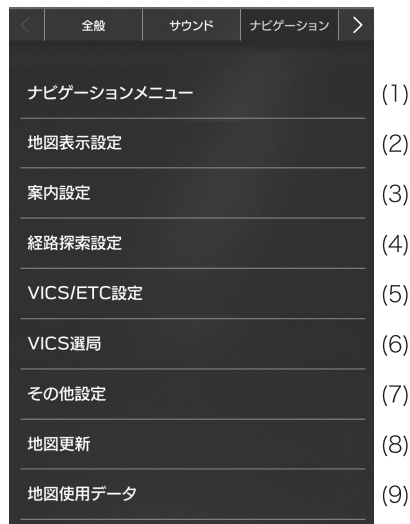 全般 サウンド ナビゲーション
ナビゲーションメニュー (1)
地図表示設定 (2)
案内設定 (3)
経路探索設定 (4)
VICS/ETC設定 (5)
VICS選局 (6)
その他設定 (7)
地図更新 (8)
地図使用データ (9)